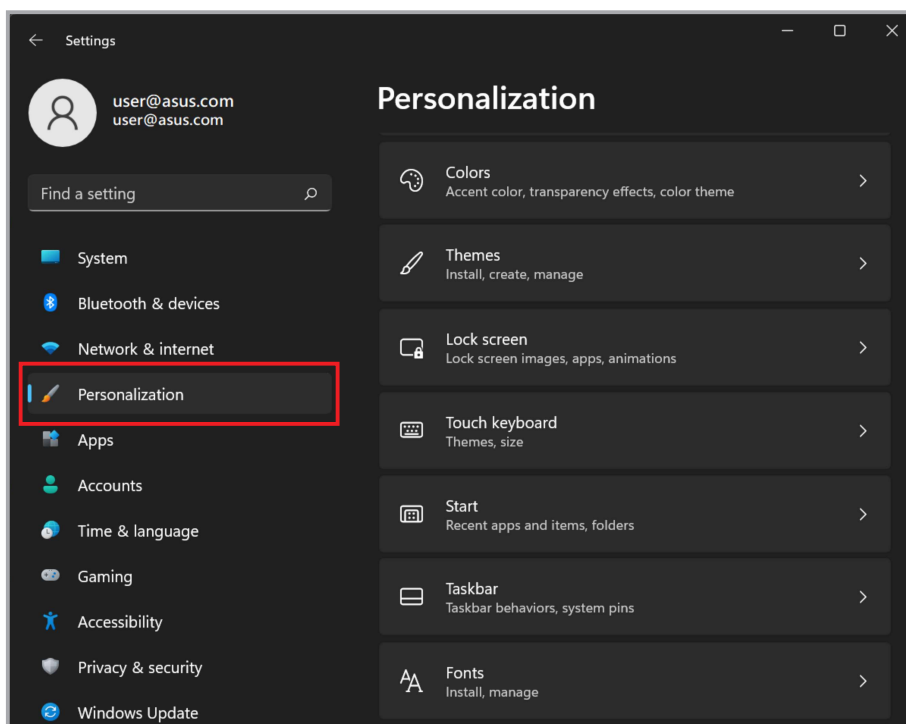 Settings
user@asus.com
user@asus.com
Find a setting
System
Bluetooth & devices
Network & internet
Personalization
Apps
Accounts
Time & language
Gaming
Accessibility
Privacy & security
Windows Update
Personalization
Colors
Accent color, transparency effects, color theme
Themes
Install, create, manage
Lock screen
Lock screen images, apps, animations
Touch keyboard
Themes, size
Start
Recent apps and items, folders
Taskbar
Taskbar behaviors, system pins
Fonts
Install, manage